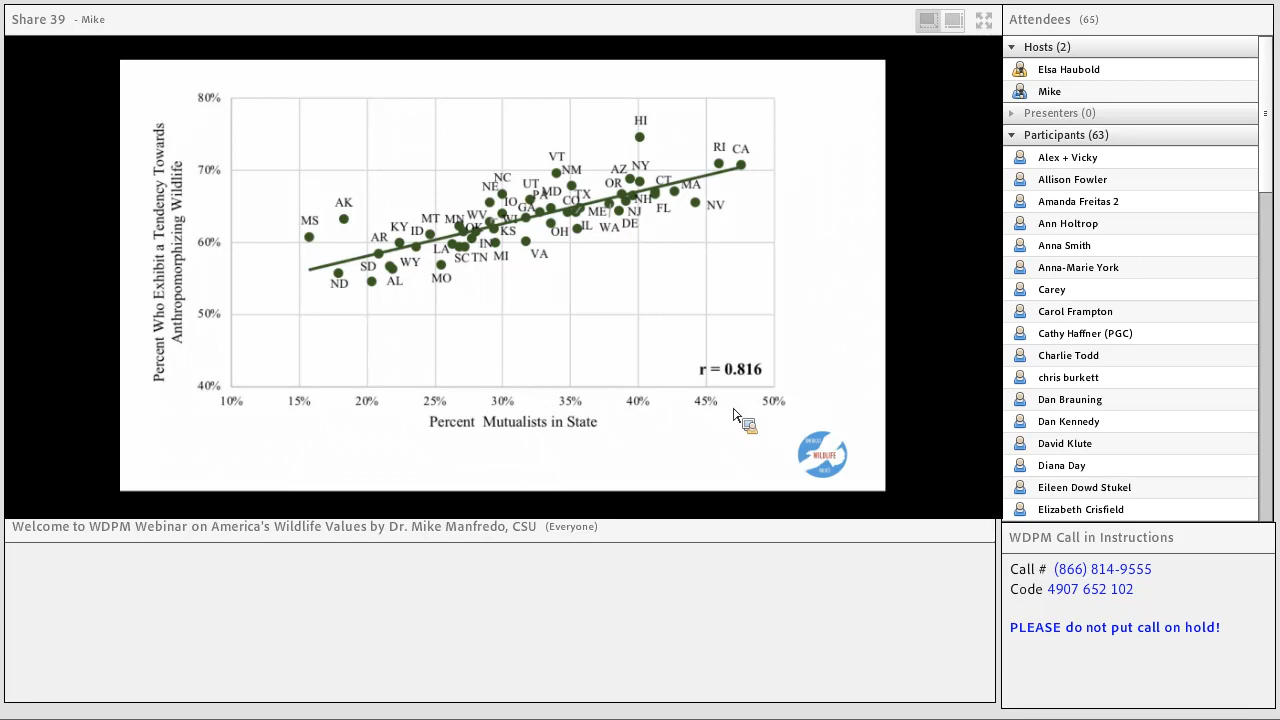 Share 39 - Mike
80%
70%
60%
50%
40%
Percent Who Exhibit a Tendency Towards
Anthropomorphizing Wildlife
HI
RI CA
VT
AZ NY
NM
NC
UT
NE
OR
CT
MA
MD
PA
TX
IO
CO
NH
NV
AK
GA
ME
NJ
FL
MS
MT
MN
WV
WI
KY
ID
OK
KS
OH
IL
WA
DE
AR
LA
IN
SC
TN
MI
VA
SD
WY
ND
AL
MO
r = 0.816
10% 15% 20% 25% 30% 35% 40% 45% 50%
Percent Mutualists in State
WILDLIFE
Welcome to WDPM Webinar on America's Wildlife Values by Dr. Mike Manfredo, CSU (Everyone)
Attendees (65)
Hosts (2)
Elsa Haubold
Mike
Presenters (0)
Participants (63)
Alex + Vicky
Allison Fowler
Amanda Freitas 2
Ann Holtrop
Anna Smith
Anna-Marie York
Carey
Carol Frampton
Cathy Haffner (PGC)
Charlie Todd
chris burkett
Dan Brauning
Dan Kennedy
David Klute
Diana Day
Eileen Dowd Stukel
Elizabeth Crisfield
WDPM Call in Instructions
Call # (866) 814-9555
Code 4907 652 102
PLEASE do not put call on hold!